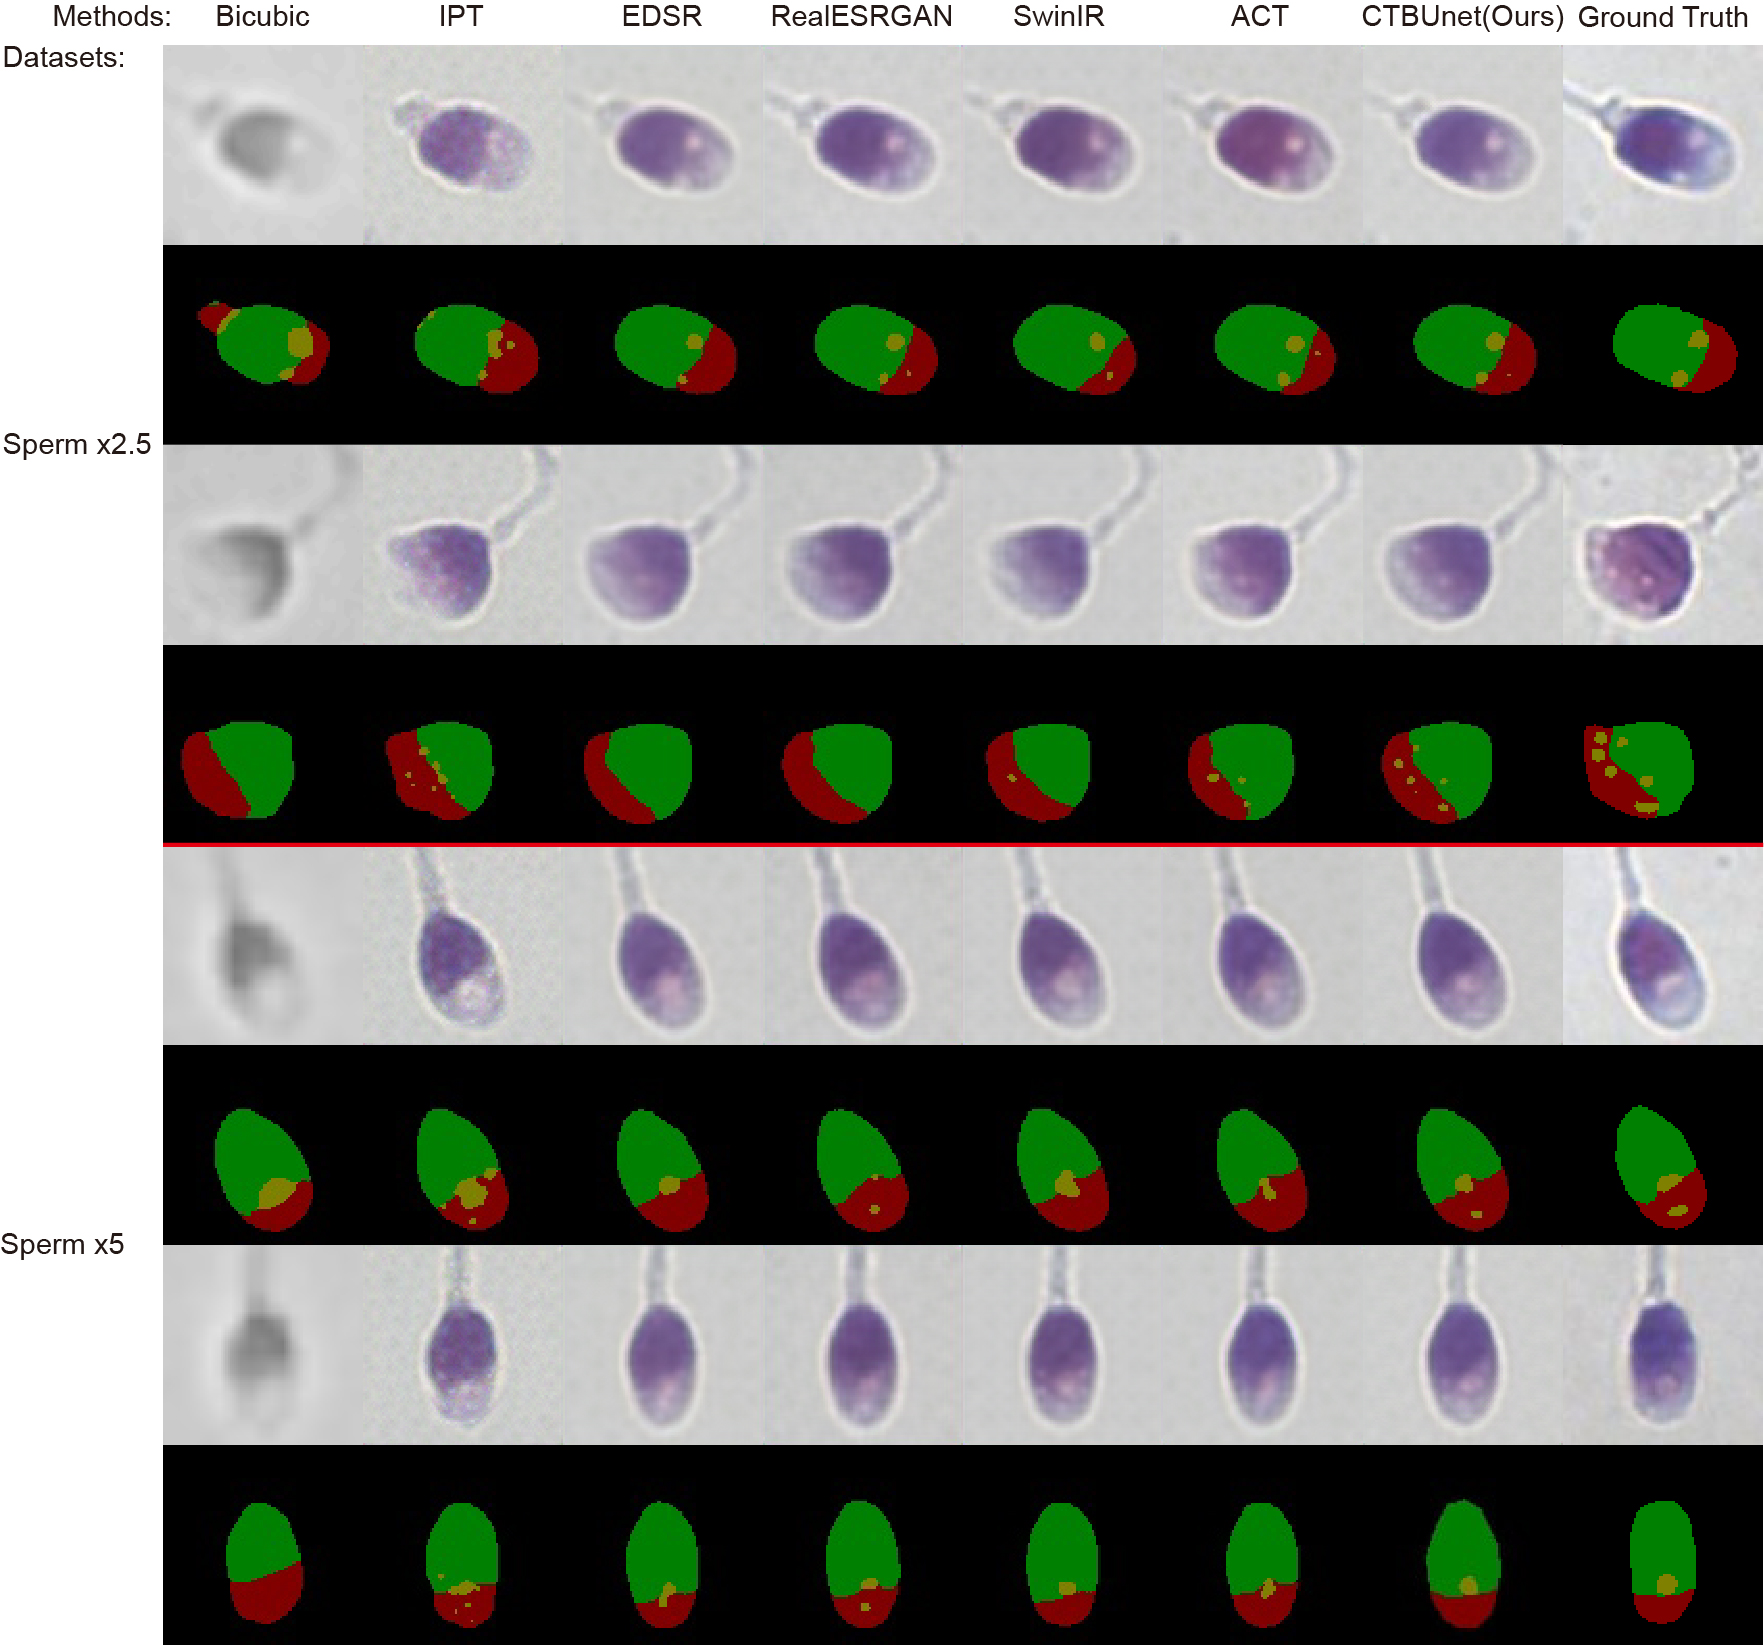 Methods: Bicubic IPT EDSR RealESRGAN SwinIR ACT CTBUnet(Ours) Ground Truth
Datasets:
Sperm x2.5
Sperm x5